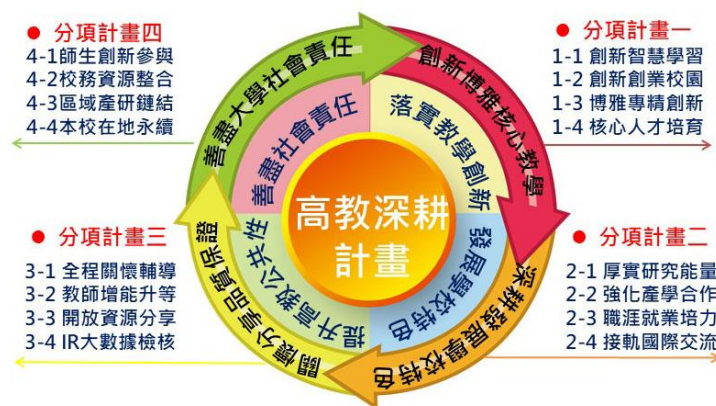 分項計畫四
4-1師生創新參與
4-2校務資源整合
4-3區域產研鏈結
4-4本校在地永續
分項計畫一
1-1 創新智慧學習
1-2 創新創業校園
1-3 博雅專精創新
1-4 核心人才培育
善盡大學社會責任
創新博雅核心教學
善盡社會責任
落實教學創新
高教深耕
計畫
提升高教公共性
發展學校特色
關懷分享品質保證
深耕發展學校特色
分項計畫三
3-1 全程關懷輔導
3-2 教師增能升等
3-3 開放資源分享
3-4 IR大數據檢核
分項計畫二
2-1 厚實研究能量
2-2 強化產學合作
2-3 職涯就業培力
2-4 接軌國際交流